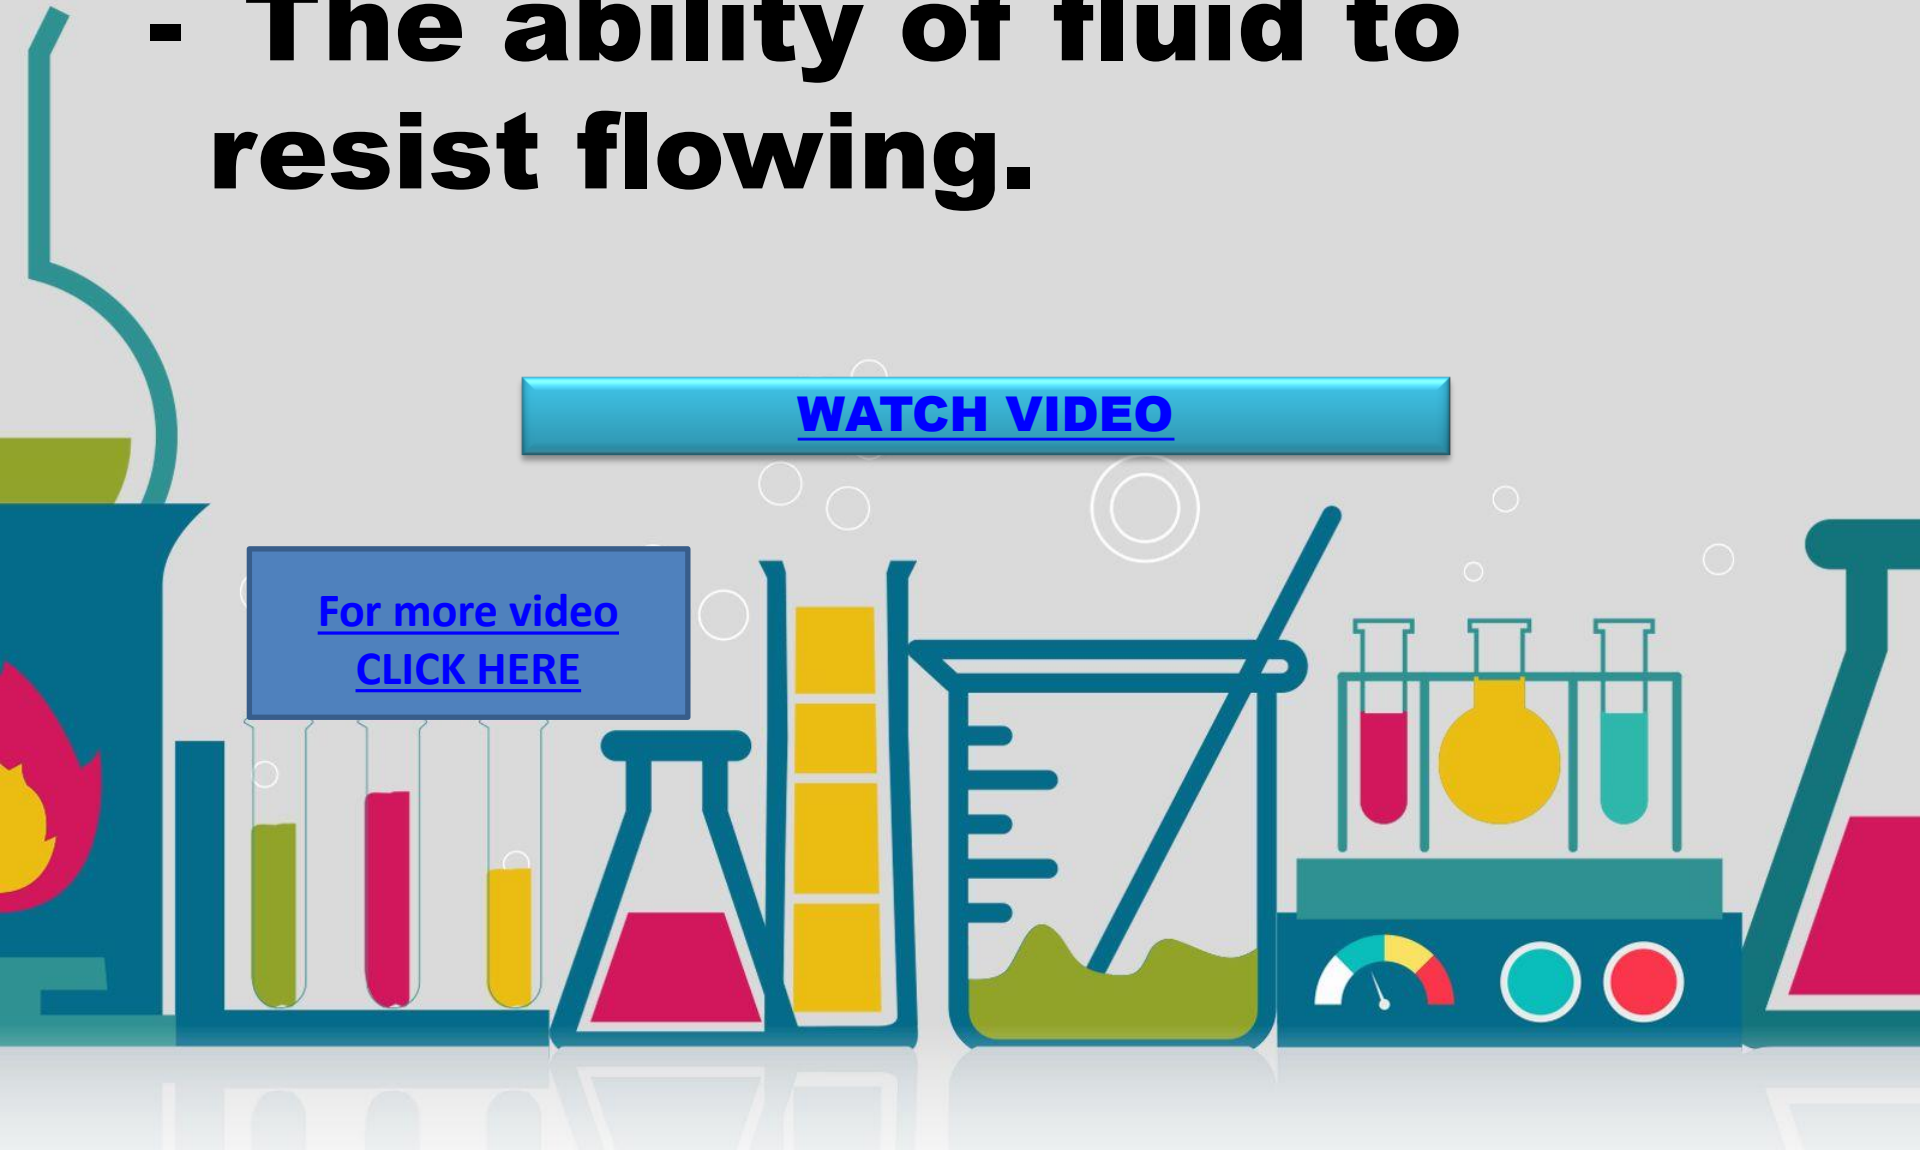 - The ability of fluid to
resist flowing.
WATCH VIDEO
For more video
CLICK HERE